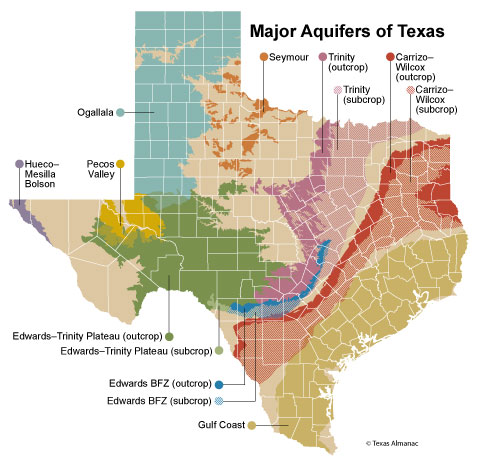 Major Aquifers of Texas
Seymour
Trinity
(outcrop)
Carrizo–
Wilcox
(outcrop)
Trinity
(subcrop)
Carrizo–
Wilcox
(subcrop)
Ogallala
Hueco–
Mesilla
Bolson
Pecos
Valley
Edwards–Trinity Plateau (outcrop)
Edwards–Trinity Plateau (subcrop)
Edwards BFZ (outcrop)
Edwards BFZ (subcrop)
Gulf Coast
© Texas Almanac